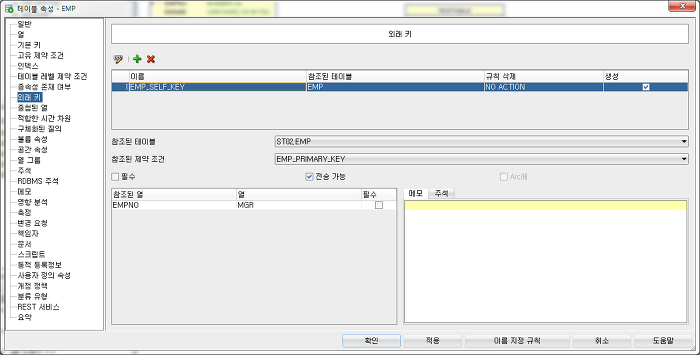 테이블 속성 - EMP
일반
열
기본 키
고유 제약 조건
인덱스
테이블 레벨 제약 조건
종속성 존재 여부
외래 키
중첩된 열
적합한 시간 차원
구체화된 질의
볼륨 속성
공간 속성
열 그룹
주석
RDBMS 주석
메모
영향 분석
측정
변경 요청
책임자
문서
스크립트
동적 등록정보
사용자 정의 속성
개정 정책
분류 유형
REST 서비스
요약
외래 키
이름 참조된 테이블 규칙 삭제 생성
1 EMP_SELF_KEY EMP NO ACTION
참조된 테이블 ST02.EMP
참조된 제약 조건 EMP_PRIMARY_KEY
필수 전송 가능 Arc에
참조된 열 열 필수
EMPNO MGR
메모 주석
확인 적용 이름 지정 규칙 취소 도움말